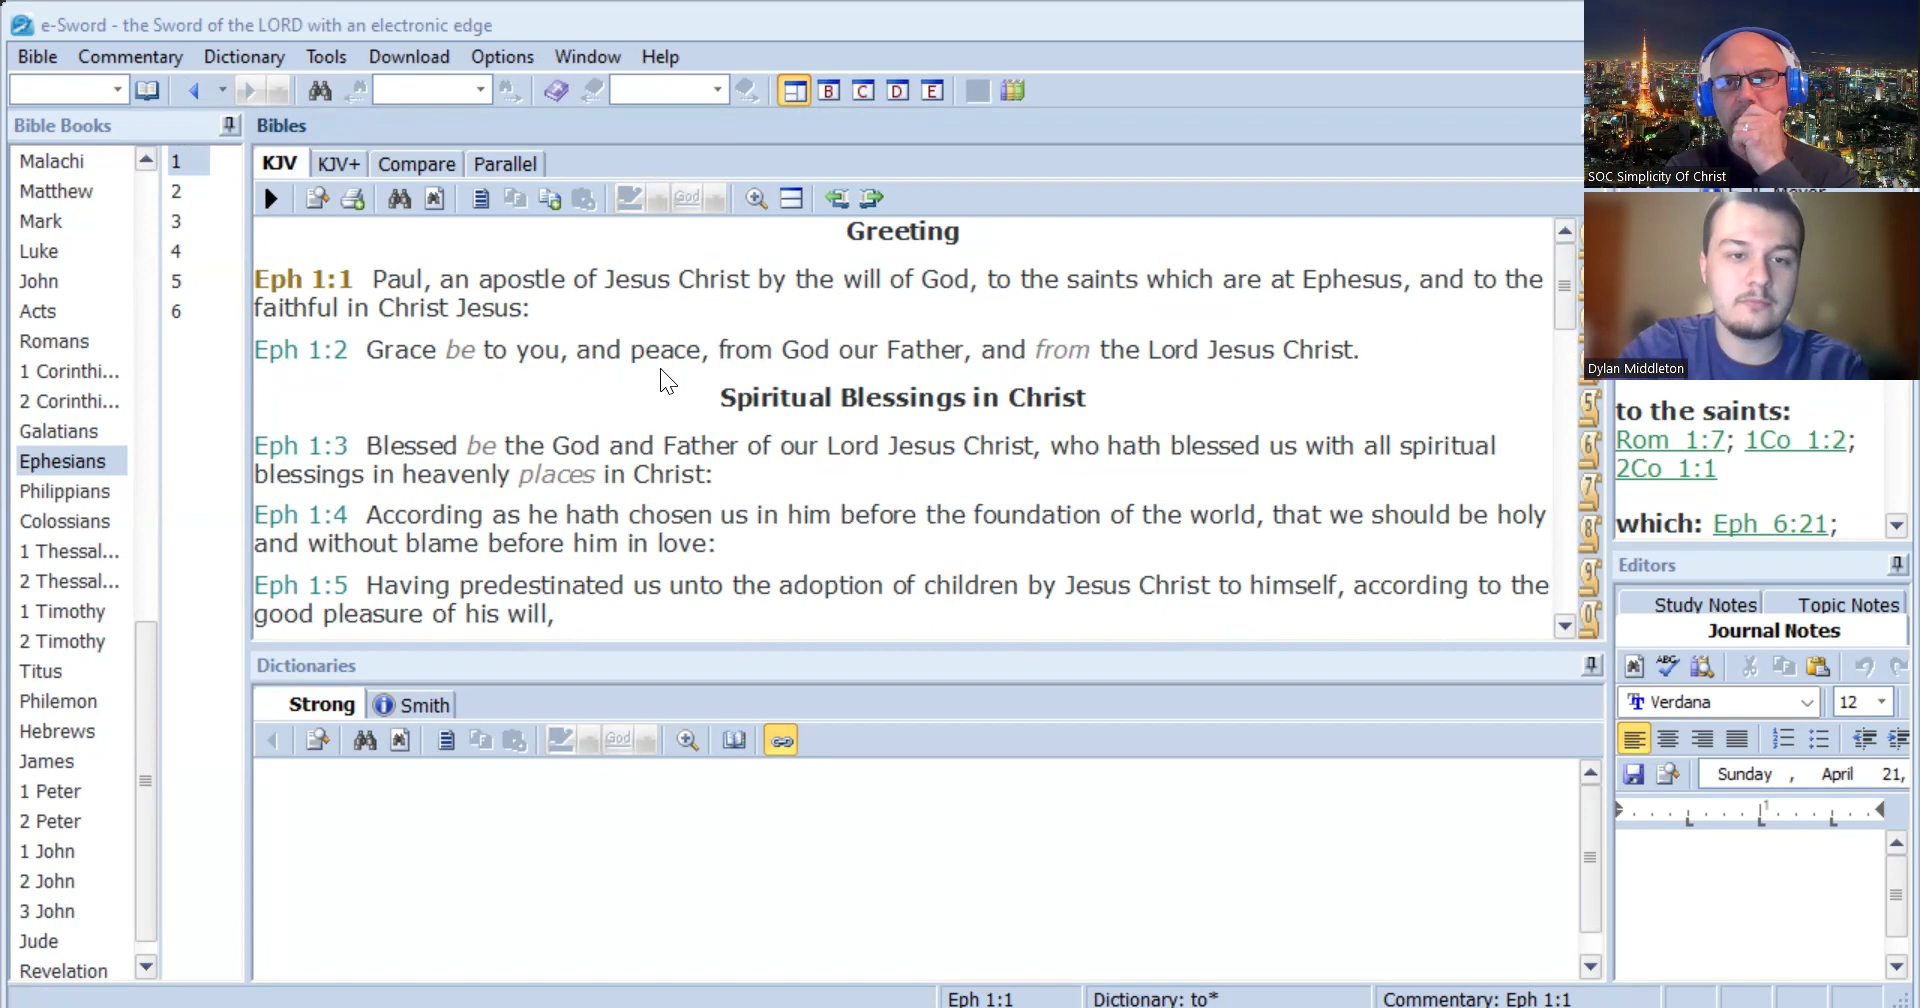 e-Sword - the Sword of the LORD with an electronic edge
Bible Commentary Dictionary Tools Download Options Window Help
B C D E
Bible Books
Malachi
Matthew
Mark
Luke
John
Acts
Romans
1 Corinthi...
2 Corinthi...
Galatians
Ephesians
Philippians
Colossians
1 Thessal...
2 Thessal...
1 Timothy
2 Timothy
Titus
Philemon
Hebrews
James
1 Peter
2 Peter
1 John
2 John
3 John
Jude
Revelation
1
2
3
4
5
6
Bibles
KJV KJV+ Compare Parallel
God
Greeting
Eph 1:1 Paul, an apostle of Jesus Christ by the will of God, to the saints which are at Ephesus, and to the
faithful in Christ Jesus:
Eph 1:2 Grace be to you, and peace, from God our Father, and from the Lord Jesus Christ.
Spiritual Blessings in Christ
Eph 1:3 Blessed be the God and Father of our Lord Jesus Christ, who hath blessed us with all spiritual
blessings in heavenly places in Christ:
Eph 1:4 According as he hath chosen us in him before the foundation of the world, that we should be holy
and without blame before him in love:
Eph 1:5 Having predestinated us unto the adoption of children by Jesus Christ to himself, according to the
good pleasure of his will,
5
6
7
8
9
0
Dictionaries
Strong Smith
God
SOC Simplicity Of Christ
Dylan Middleton
to the saints:
Rom 1:7; 1Co 1:2;
2Co 1:1
which: Eph 6:21;
Editors
Study Notes Topic Notes
Journal Notes
ABC
Verdana 12
Sunday , April 21,
1
Eph 1:1 Dictionary: to* Commentary: Eph 1:1